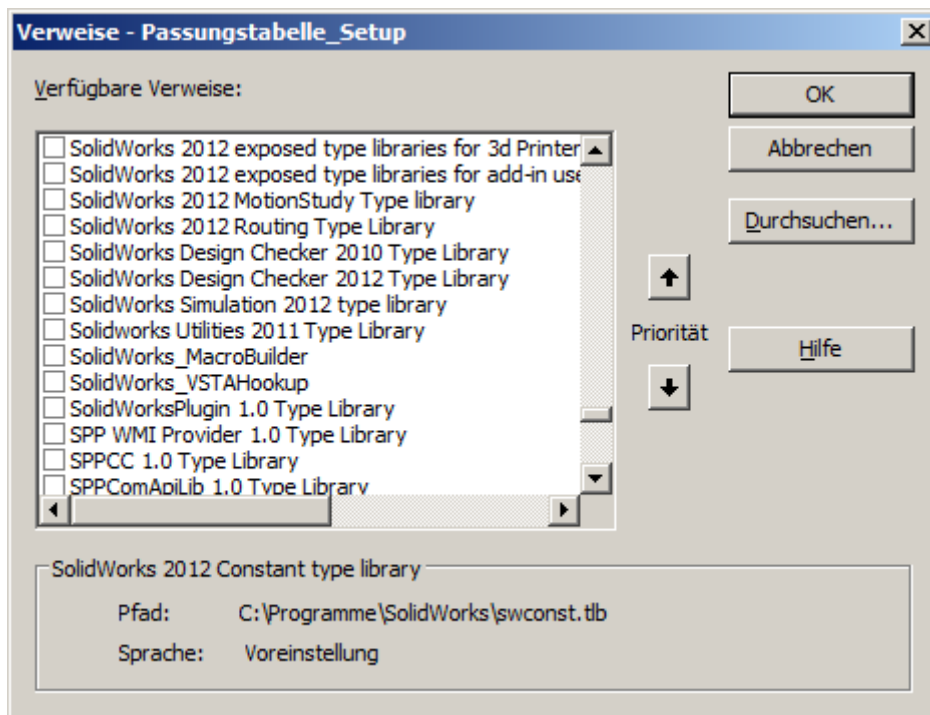 Verweise - Passungstabelle_Setup
Verfügbare Verweise:
SolidWorks 2012 exposed type libraries for 3d Printer
SolidWorks 2012 exposed type libraries for add-in use
SolidWorks 2012 MotionStudy Type library
SolidWorks 2012 Routing Type Library
SolidWorks Design Checker 2010 Type Library
SolidWorks Design Checker 2012 Type Library
SolidWorks Simulation 2012 type library
Solidworks Utilities 2011 Type Library
SolidWorks_MacroBuilder
SolidWorks_VSTAHookup
SolidWorksPlugin 1.0 Type Library
SPP WMI Provider 1.0 Type Library
SPPCC 1.0 Type Library
SPPComApiLib 1.0 Type Library
Priorität
OK
Abbrechen
Durchsuchen...
Hilfe
SolidWorks 2012 Constant type library
Pfad: C:\Programme\SolidWorks\swconst.tlb
Sprache: Voreinstellung